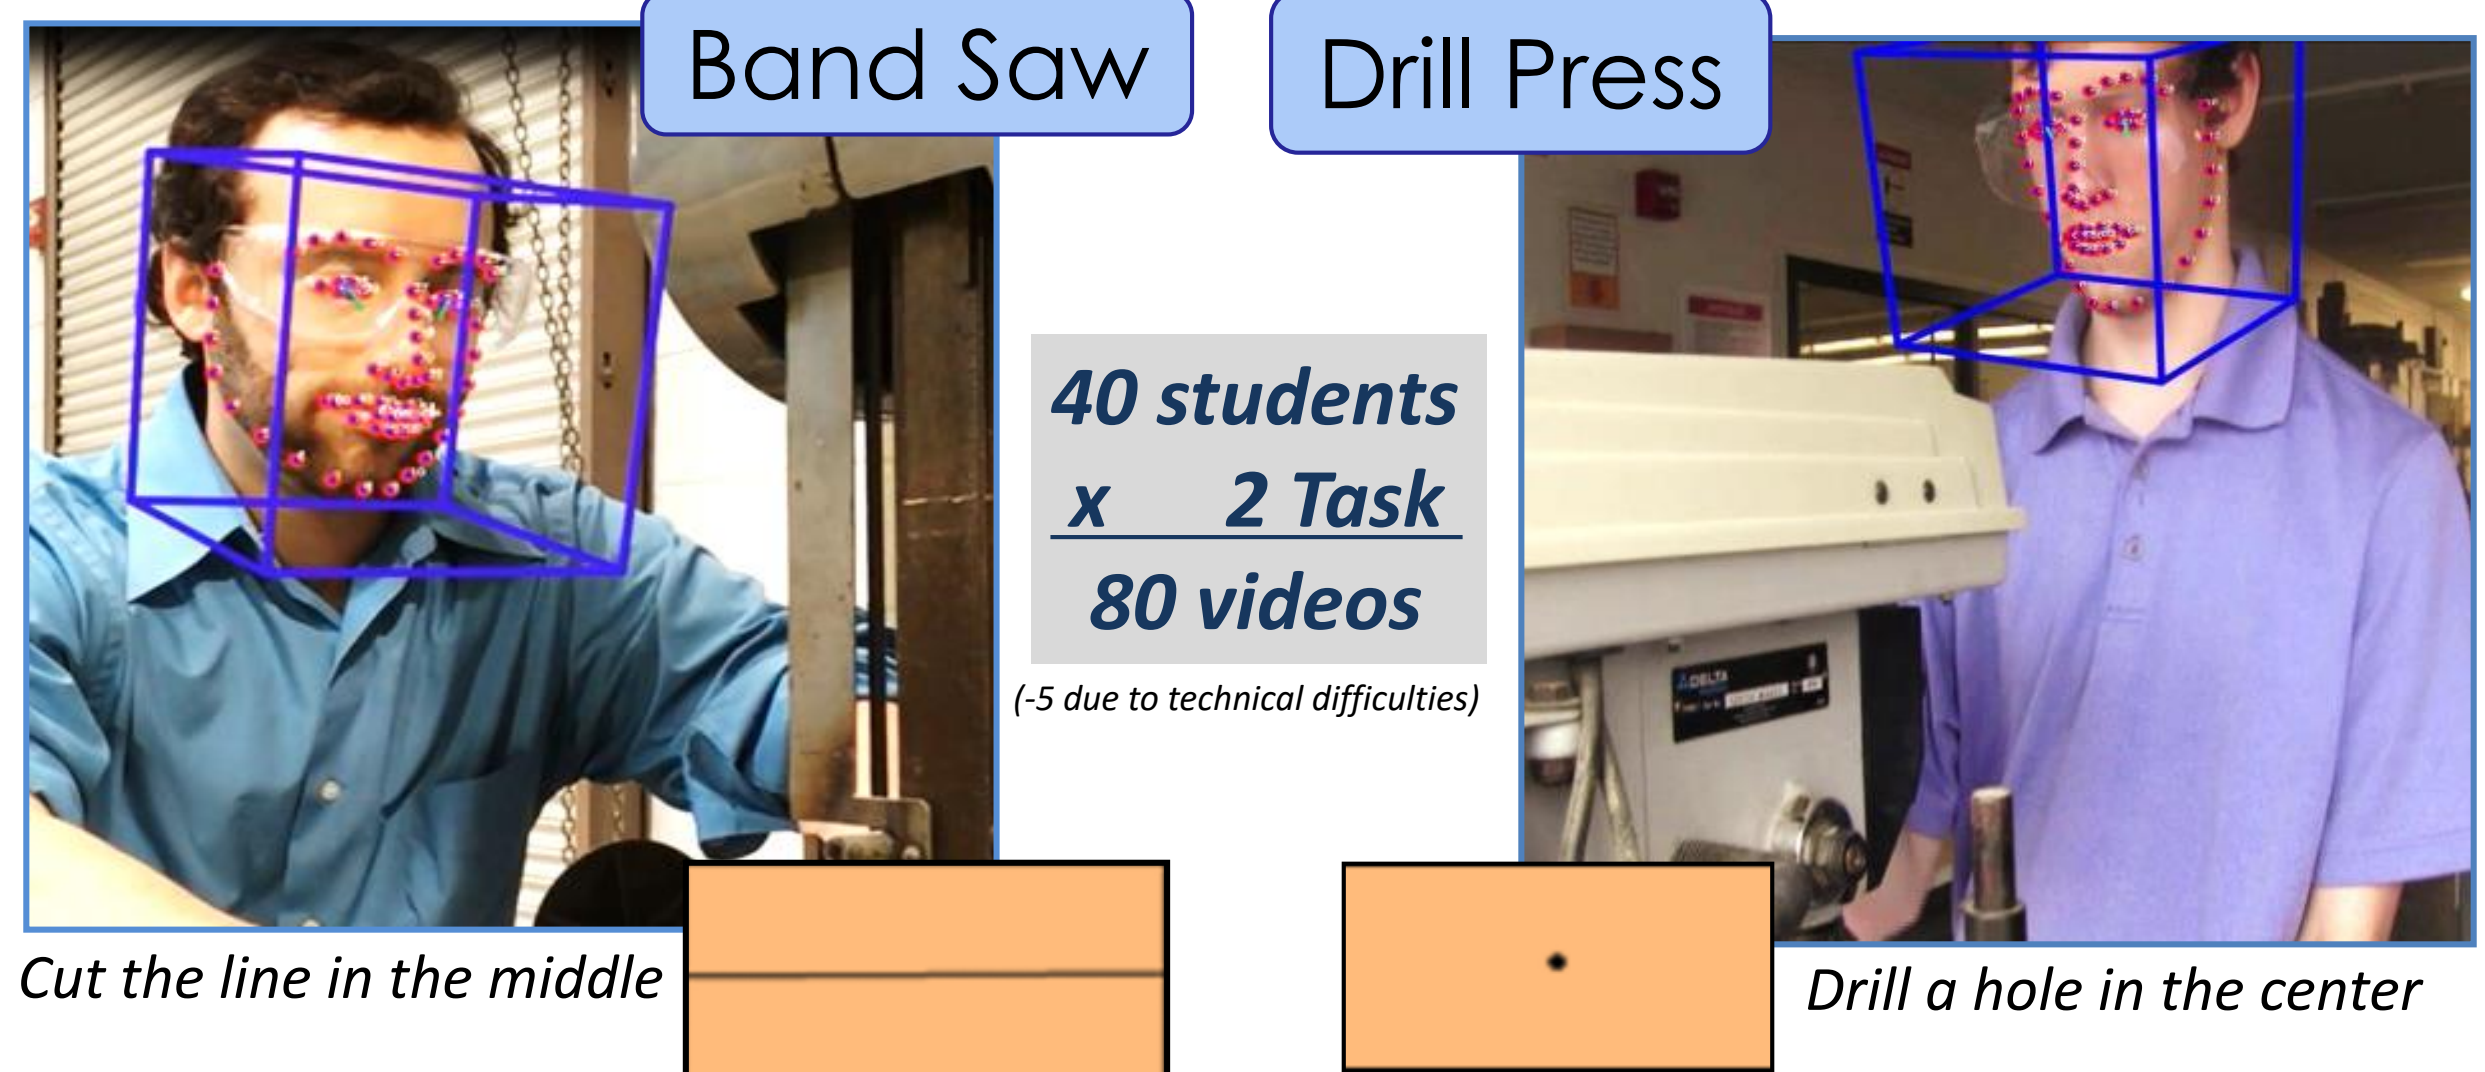 Band Saw
Drill Press
40 students
x 2 Task
80 videos
(-5 due to technical difficulties)
DELTA
Cut the line in the middle
Drill a hole in the center